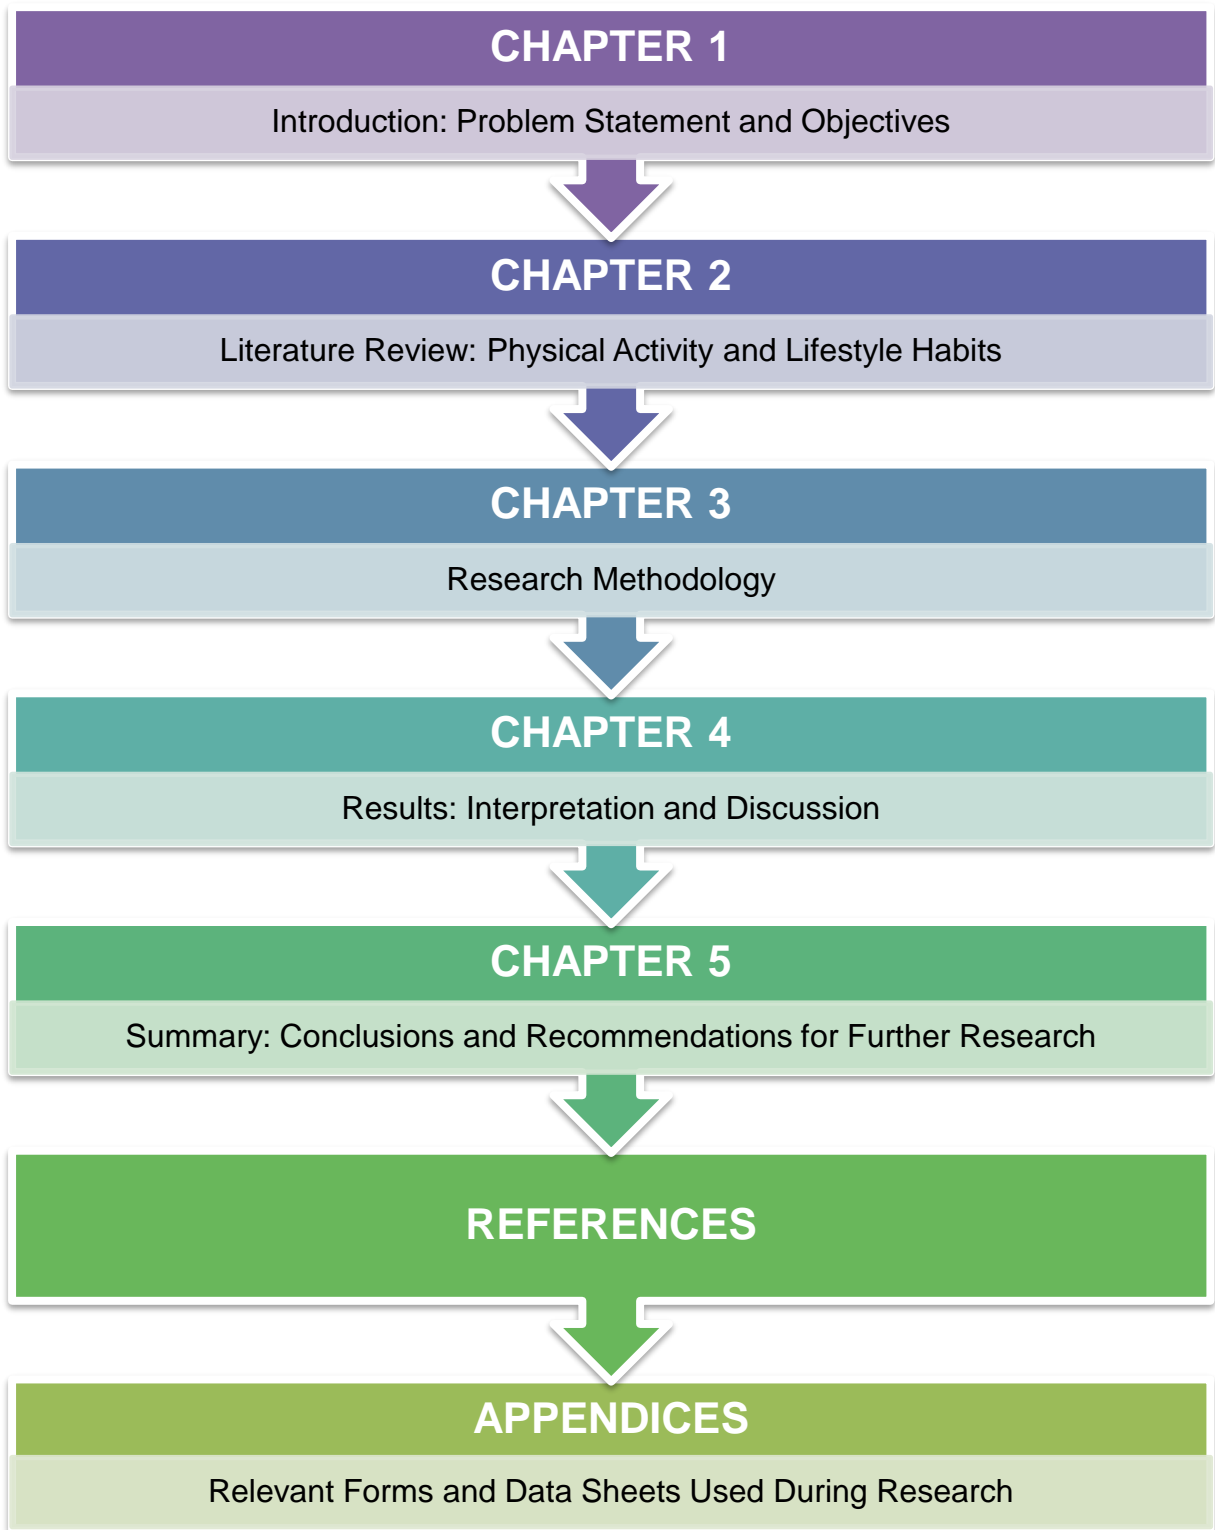 CHAPTER 1
Introduction: Problem Statement and Objectives
CHAPTER 2
Literature Review: Physical Activity and Lifestyle Habits
CHAPTER 3
Research Methodology
CHAPTER 4
Results: Interpretation and Discussion
CHAPTER 5
Summary: Conclusions and Recommendations for Further Research
REFERENCES
APPENDICES
Relevant Forms and Data Sheets Used During Research